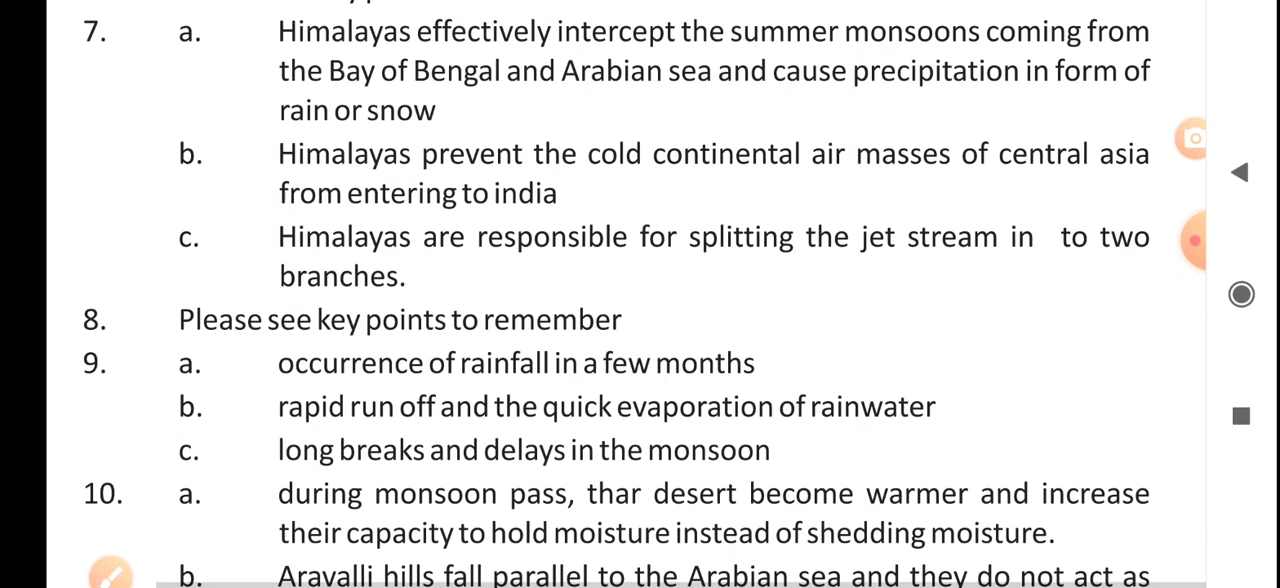 7. a. Himalayas effectively intercept the summer monsoons coming from
the Bay of Bengal and Arabian sea and cause precipitation in form of
rain or snow
b. Himalayas prevent the cold continental air masses of central asia
from entering to india
c. Himalayas are responsible for splitting the jet stream in to two
branches.
8. Please see key points to remember
9. a. occurrence of rainfall in a few months
b. rapid run off and the quick evaporation of rainwater
c. long breaks and delays in the monsoon
10. a. during monsoon pass, thar desert become warmer and increase
their capacity to hold moisture instead of shedding moisture.
b. Aravalli hills fall parallel to the Arabian sea and they do not act as